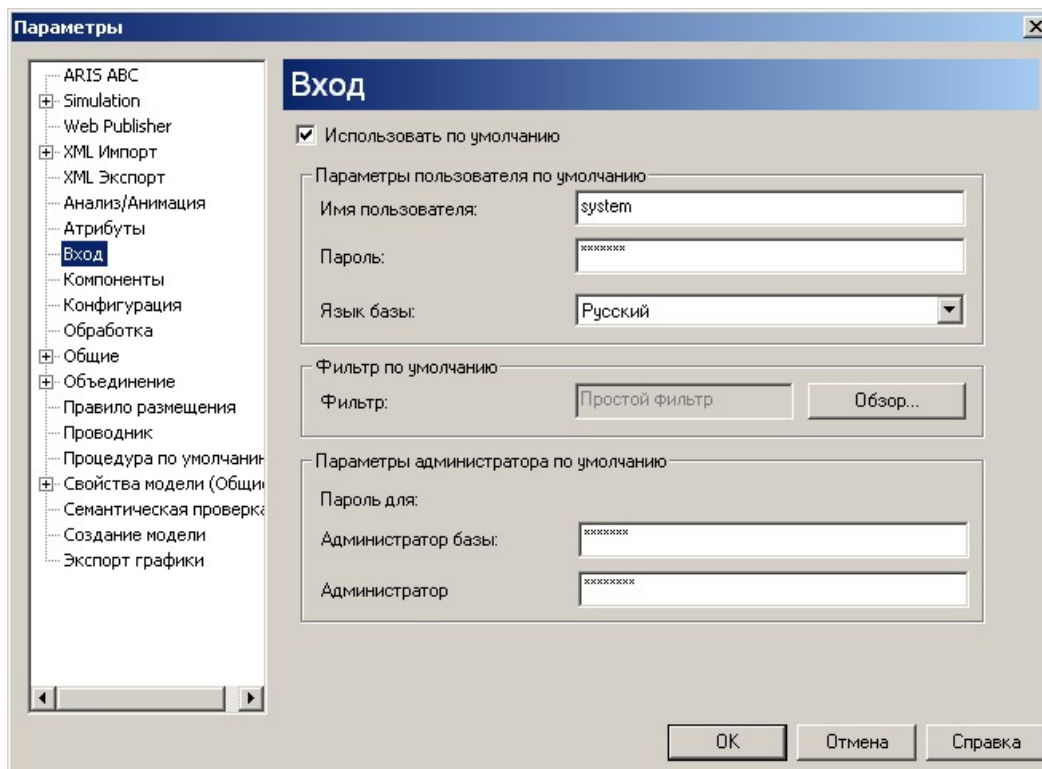 Параметры
ARIS ABC
Simulation
Web Publisher
XML Импорт
XML Экспорт
Анализ/Анимация
Атрибуты
Вход
Компоненты
Конфигурация
Обработка
Общие
Объединение
Правило размещения
Проводник
Процедура по умолчани
Свойства модели (Общи
Семантическая проверка
Создание модели
Экспорт графики
Вход
Использовать по умолчанию
Параметры пользователя по умолчанию
Имя пользователя: system
Пароль: *******
Язык базы: Русский
Фильтр по умолчанию
Фильтр: Простой фильтр Обзор...
Параметры администратора по умолчанию
Пароль для:
Администратор базы: *******
Администратор ********
OK Отмена Справка